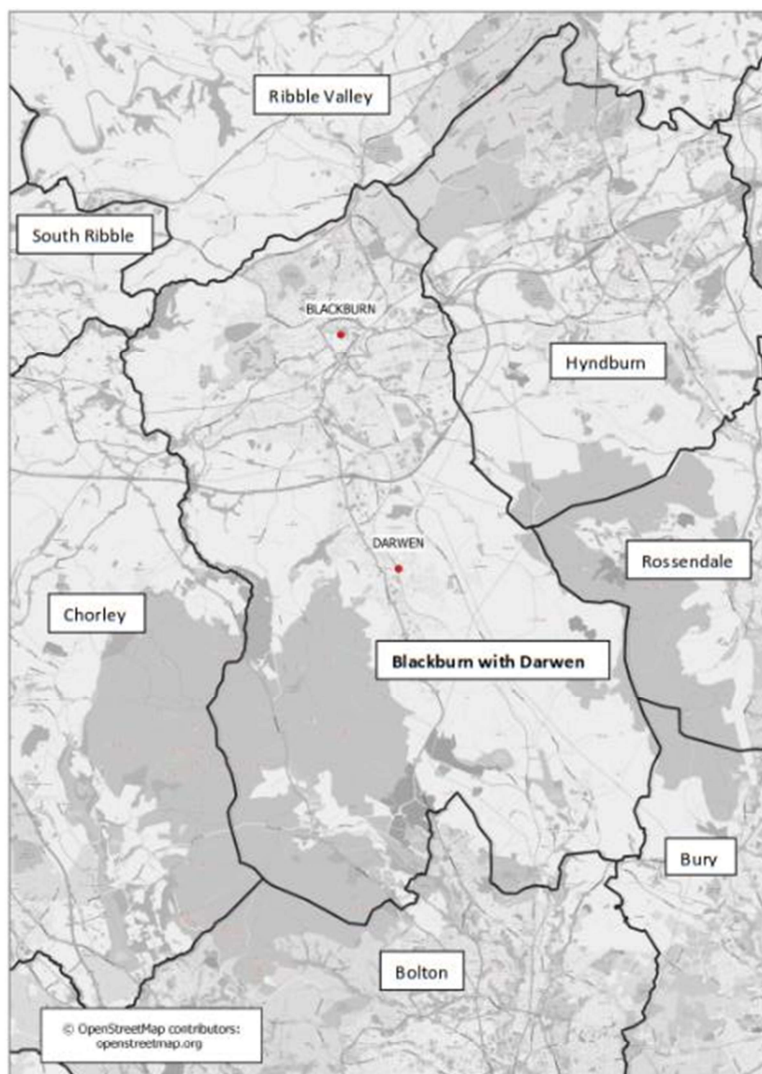 Ribble Valley
South Ribble
BLACKBURN
Hyndburn
DARWEN
Rossendale
Chorley
Blackburn with Darwen
Bury
Bolton
© OpenStreetMap contributors:
openstreetmap.org